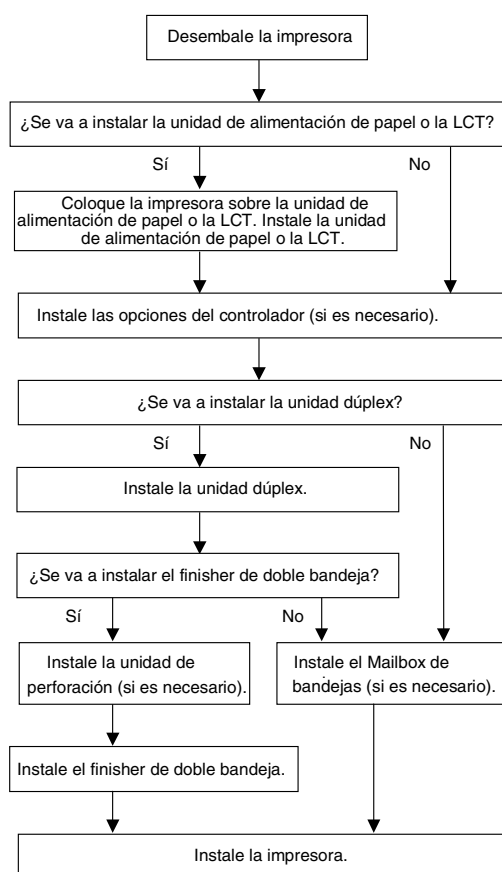 Desembale la impresora
¿Se va a instalar la unidad de alimentación de papel o la LCT?
Sí
No
Coloque la impresora sobre la unidad de
alimentación de papel o la LCT. Instale la unidad
de alimentación de papel o la LCT.
Instale las opciones del controlador (si es necesario).
¿Se va a instalar la unidad dúplex?
Sí
No
Instale la unidad dúplex.
¿Se va a instalar el finisher de doble bandeja?
Sí
No
Instale la unidad de
perforación (si es necesario).
Instale el Mailbox de
bandejas (si es necesario).
Instale el finisher de doble bandeja.
Instale la impresora.